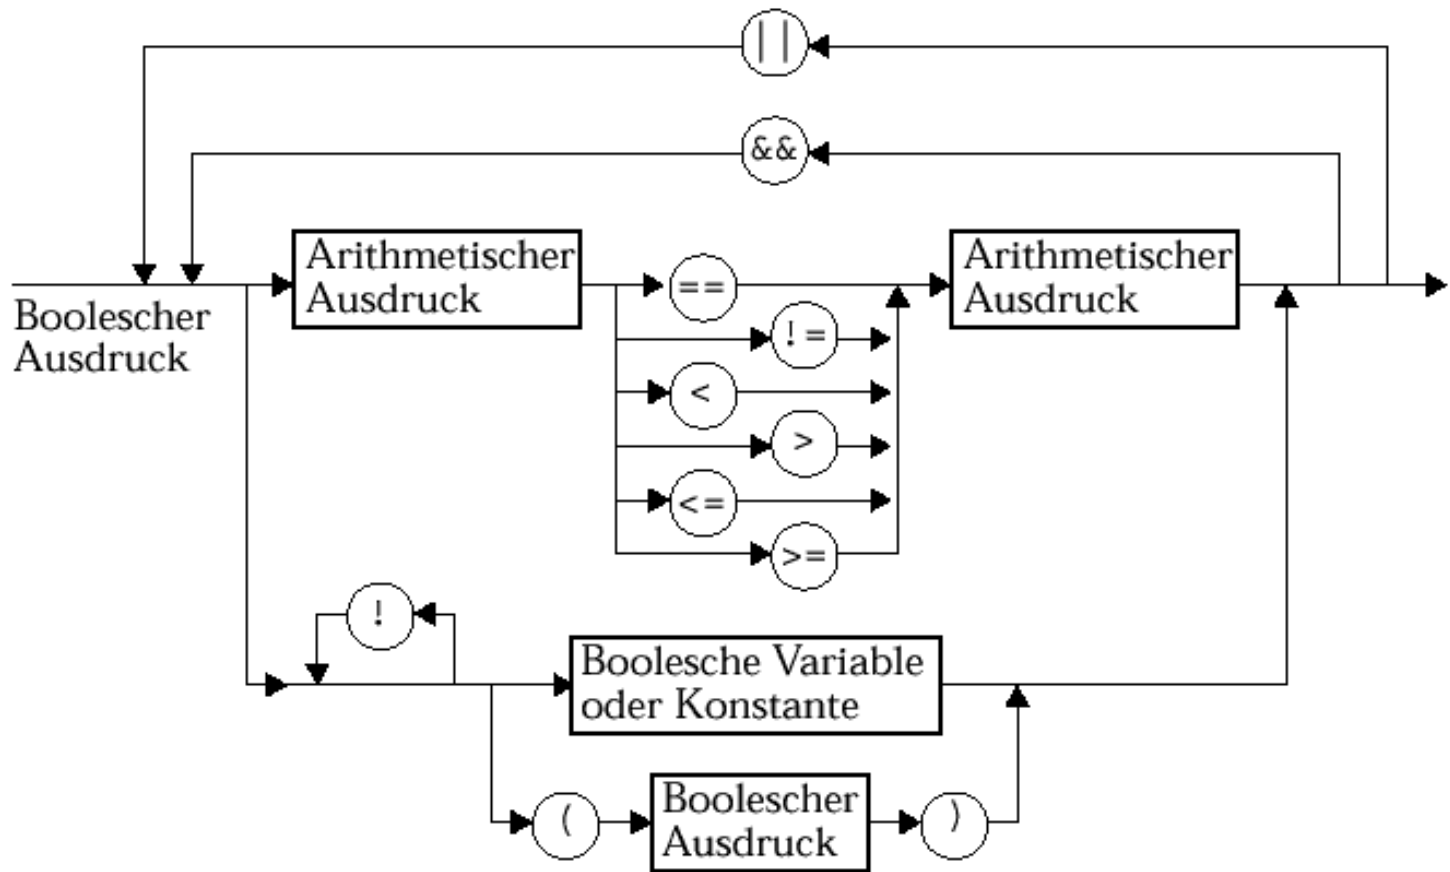 ||
&&
Arithmetischer
Ausdruck
Arithmetischer
Ausdruck
Boolescher
Ausdruck
==
!=
<
>
<=
>=
!
Boolesche Variable
oder Konstante
(
Boolescher
Ausdruck
)